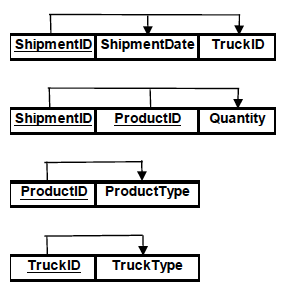 ShipmentID ShipmentDate TruckID
ShipmentID ProductID Quantity
ProductID ProductType
TruckID TruckType